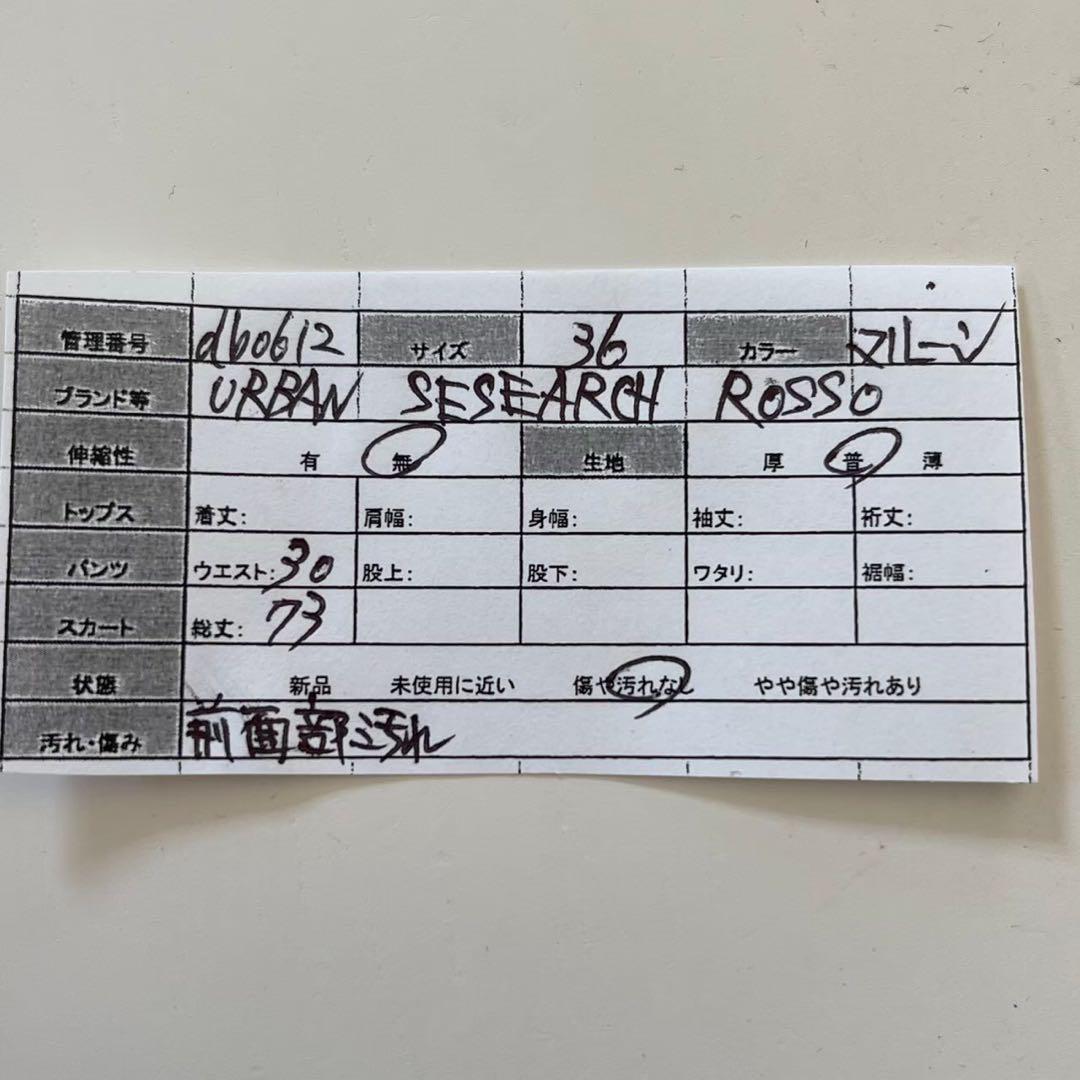 管理番号 db0612 サイズ 36 カラー マルーン
ブランド等 URBAN SESEARCH ROSSO
伸縮性 有 無 生地 厚 普 薄
トップス 着丈: 肩幅: 身幅: 袖丈: 裄丈:
パンツ ウエスト: 30 股上: 股下: ワタリ: 裾幅:
スカート 総丈: 73
状態 新品 未使用に近い 傷や汚れなし やや傷や汚れあり
汚れ・傷み 前面部に汚れ